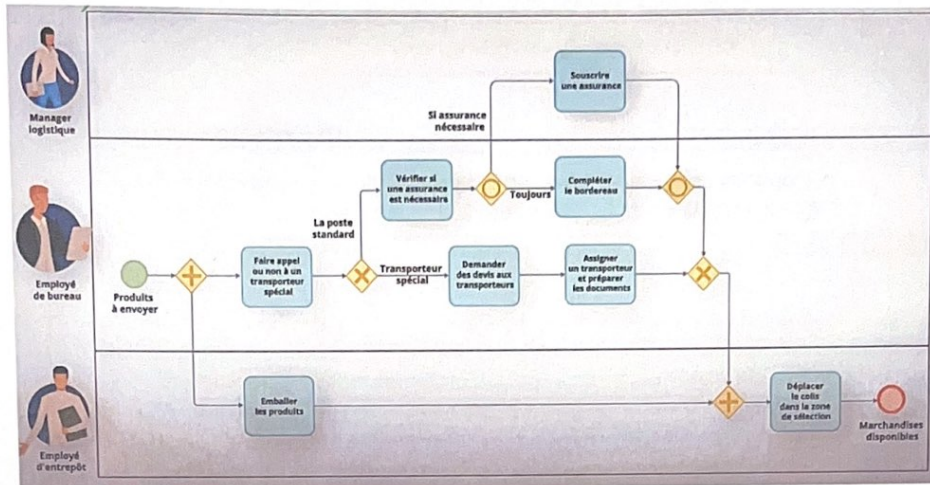 Manager
logistique
Souscrire
une assurance
Si assurance
nécessaire
Employé
de bureau
Vérifier si
une assurance
est nécessaire
Toujours
Compléter
le bordereau
La poste
standard
Produits
à envoyer
Faire appel
ou non à un
transporteur
spécial
Transporteur
spécial
Demander
des devis aux
transporteurs
Assigner
un transporteur
et préparer
les documents
Employé
d'entrepôt
Emballer
les produits
Déplacer
le colis
dans la zone
de sélection
Marchandises
disponibles